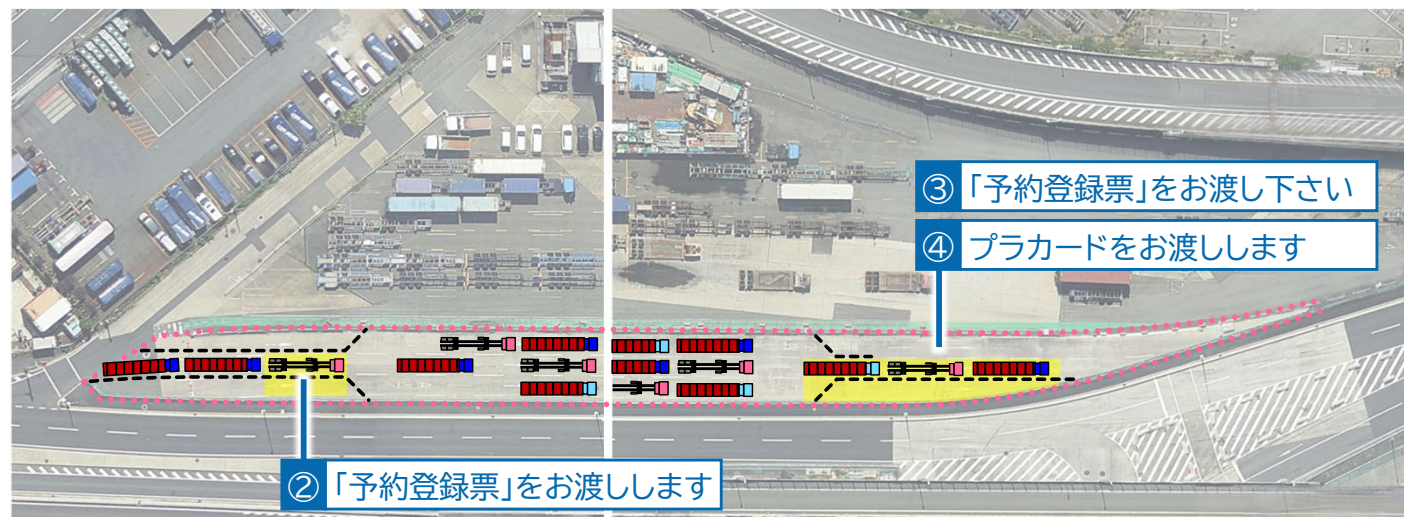 ③ 「予約登録票」をお渡し下さい
④ プラカードをお渡しします
② 「予約登録票」をお渡しします